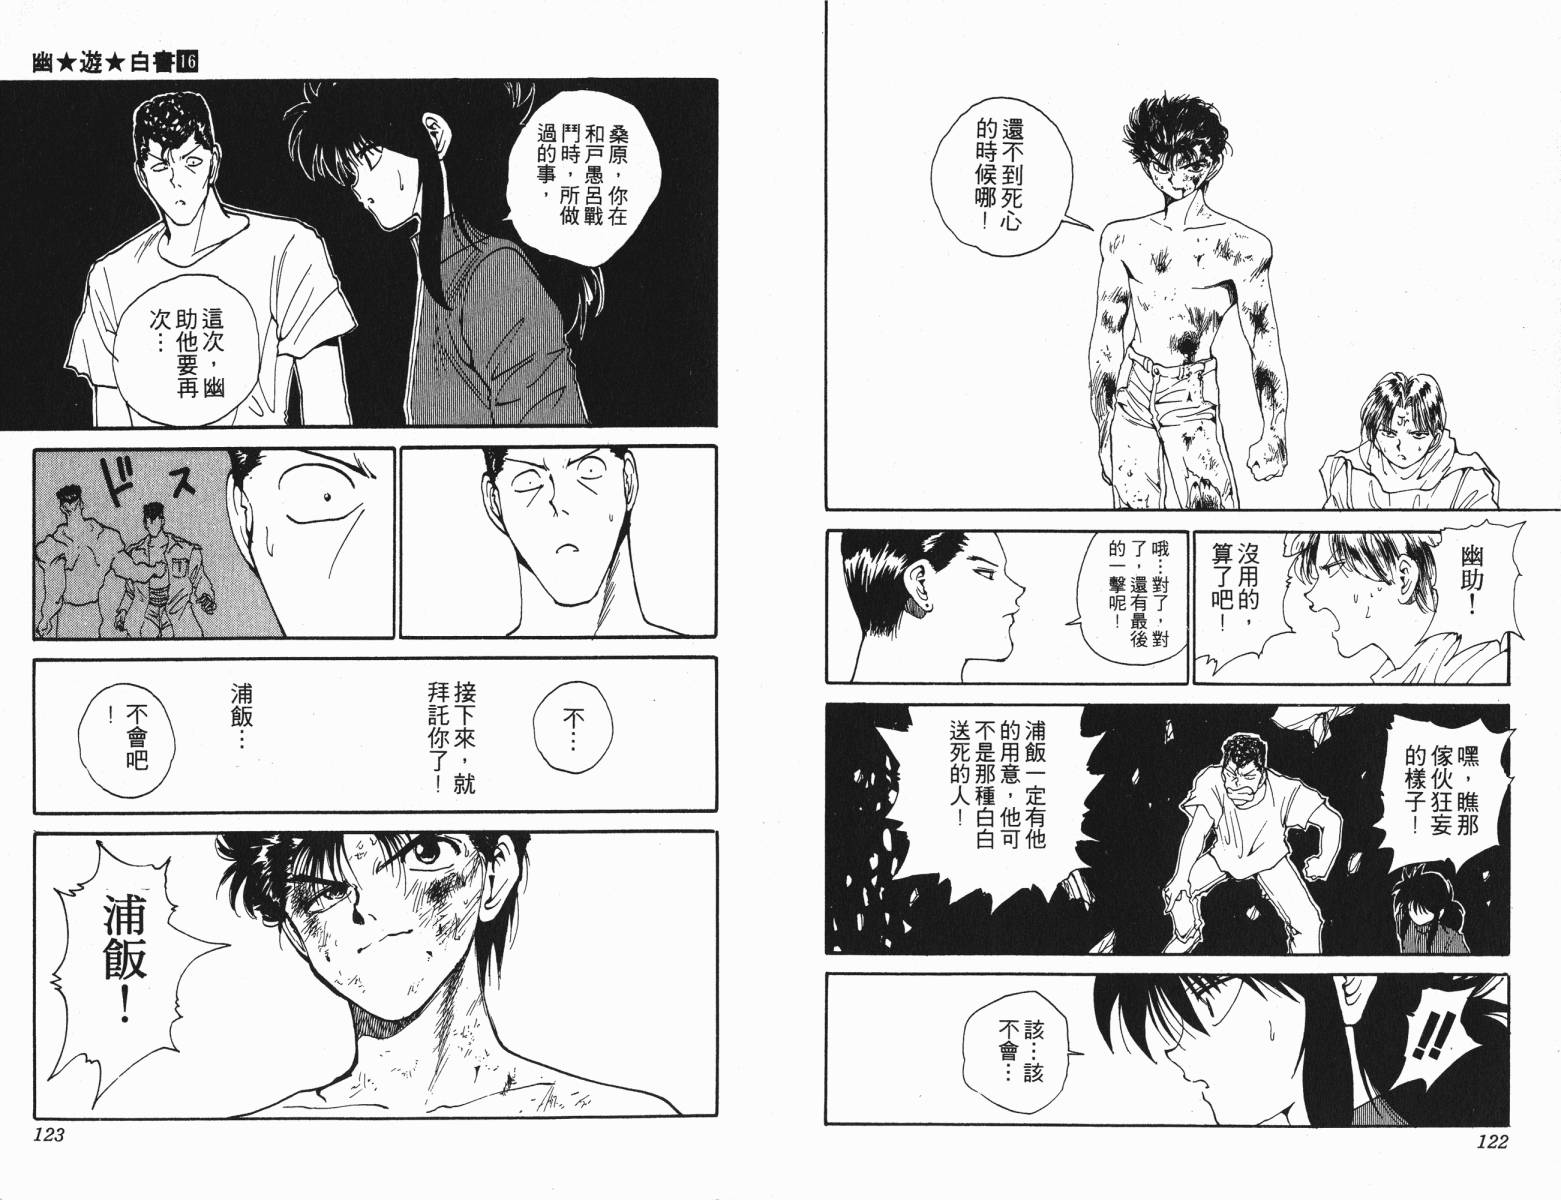 幽★遊★白書16
還不到死心
的時候哪！
幽助！
沒用的，
算了吧！
哦…對了，對
了，還有最後
的一擊呢！
嘿，瞧那
傢伙狂妄
的樣子！
浦飯一定有他
的用意，他可
不是那種白白
送死的人！
!!
該…該
不會…
122
桑原，你在
和戸愚呂戰
鬥時，所做
過的事，
這次，幽
助他要再
次…
ドス
不…
接下來，就
拜託你了！
浦飯…
不會吧
！
浦飯！
123